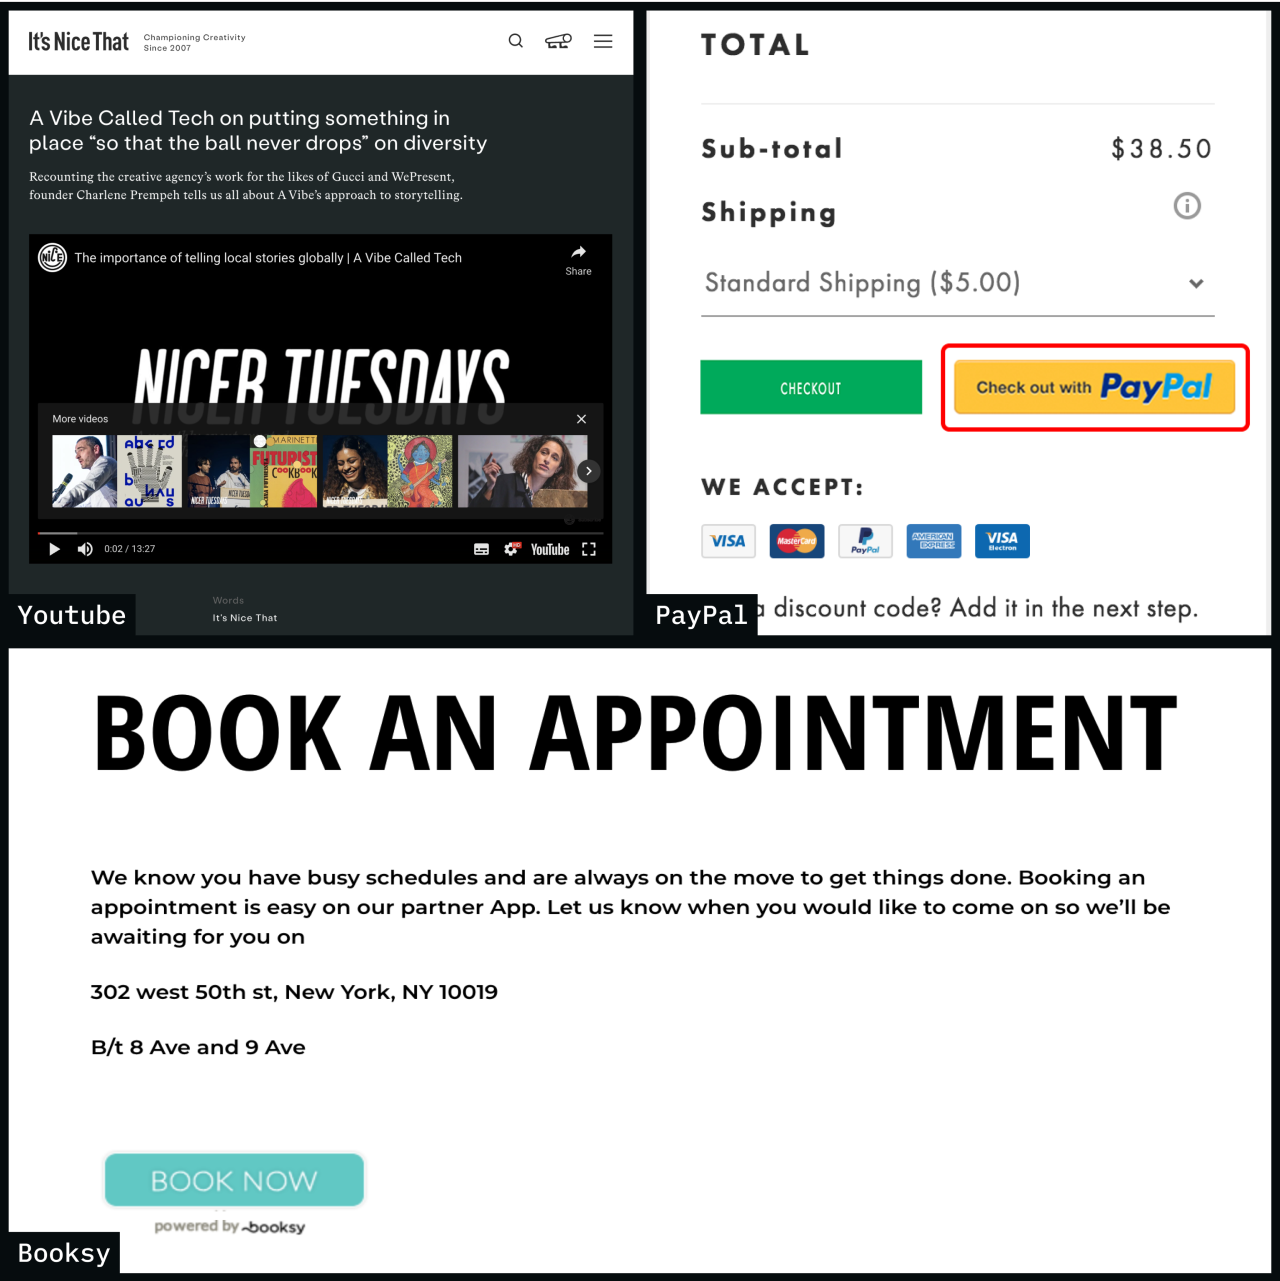 It's Nice That
Championing Creativity
Since 2007
A Vibe Called Tech on putting something in
place “so that the ball never drops” on diversity
Recounting the creative agency’s work for the likes of Gucci and WePresent,
founder Charlene Prempeh tells us all about A Vibe’s approach to storytelling.
NICE
The importance of telling local stories globally | A Vibe Called Tech
Share
NICER TUESDAYS
More videos
MARINETTI
FUTURIST
COOKBOOK
NICER TUESDAYS
0:02 / 13:27
HD
YouTube
Words
It's Nice That
Youtube
TOTAL
Sub-total
$38.50
Shipping
Standard Shipping ($5.00)
CHECKOUT
Check out with PayPal
WE ACCEPT:
VISA
MasterCard
PayPal
AMERICAN EXPRESS
VISA Electron
a discount code? Add it in the next step.
PayPal
BOOK AN APPOINTMENT
We know you have busy schedules and are always on the move to get things done. Booking an
appointment is easy on our partner App. Let us know when you would like to come on so we’ll be
awaiting for you on
302 west 50th st, New York, NY 10019
B/t 8 Ave and 9 Ave
BOOK NOW
powered by booksy
Booksy